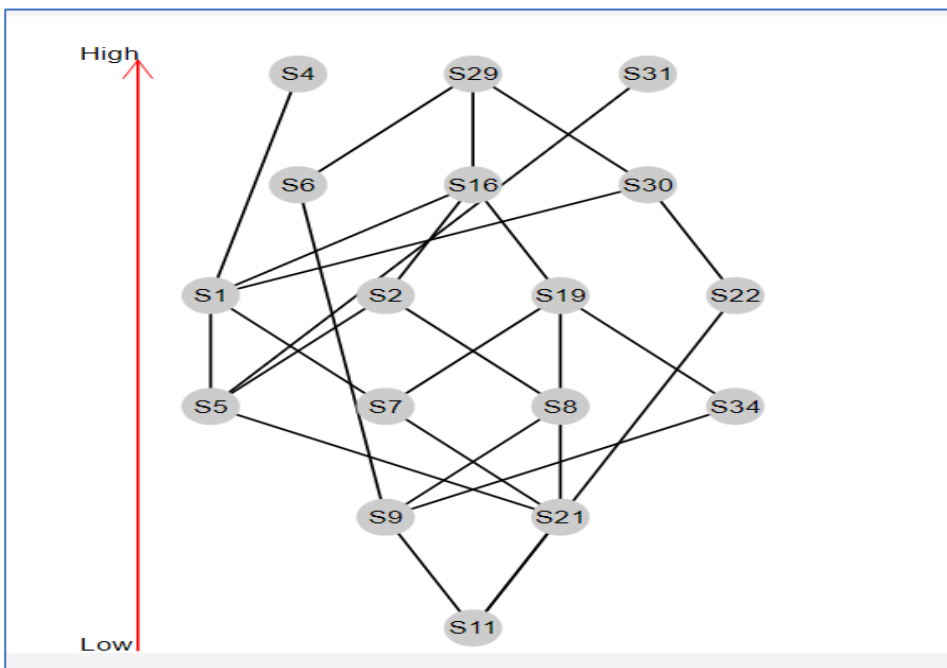 High
S4 S29 S31
S6 S16 S30
S1 S2 S19 S22
S5 S7 S8 S34
S9 S21
S11
Low